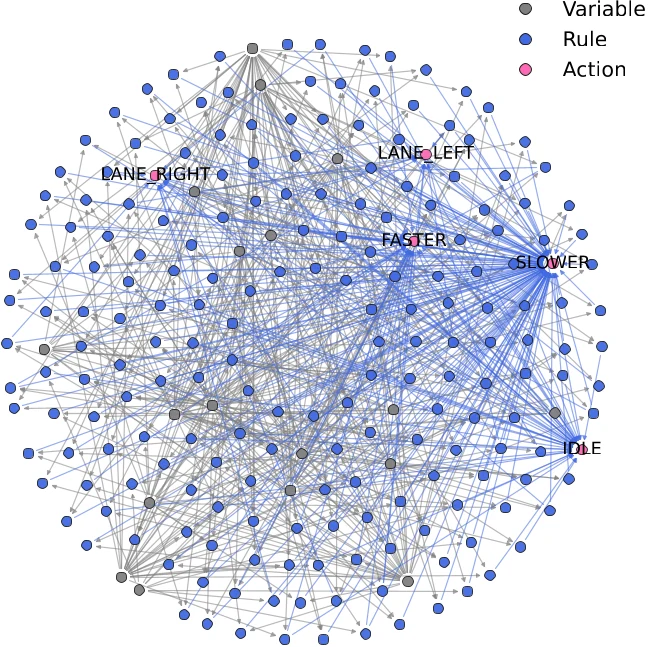 Variable
Rule
Action
LANE_LEFT
LANE_RIGHT
FASTER
SLOWER
IDLE